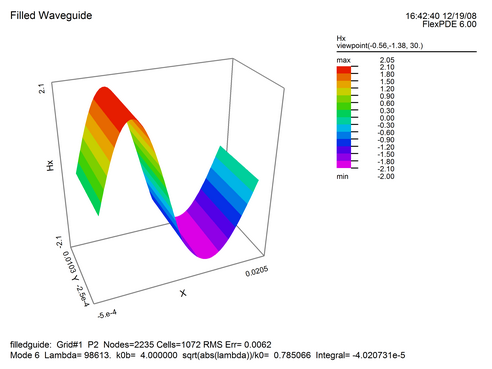 Filled Waveguide
16:42:40 12/19/08
FlexPDE 6.00
Hx
viewpoint(-0.56,-1.38, 30.)
max 2.05
2.10
1.80
1.50
1.20
0.90
0.60
0.30
0.00
-0.30
-0.60
-0.90
-1.20
-1.50
-1.80
-2.10
min -2.00
2.1
Hx
-2.1
0.0103
Y
-2.5e-4
-5.e-4
X
0.0205
filledguide: Grid#1 P2 Nodes=2235 Cells=1072 RMS Err= 0.0062
Mode 6 Lambda= 98613. k0b= 4.000000 sqrt(abs(lambda))/k0= 0.785066 Integral= -4.020731e-5